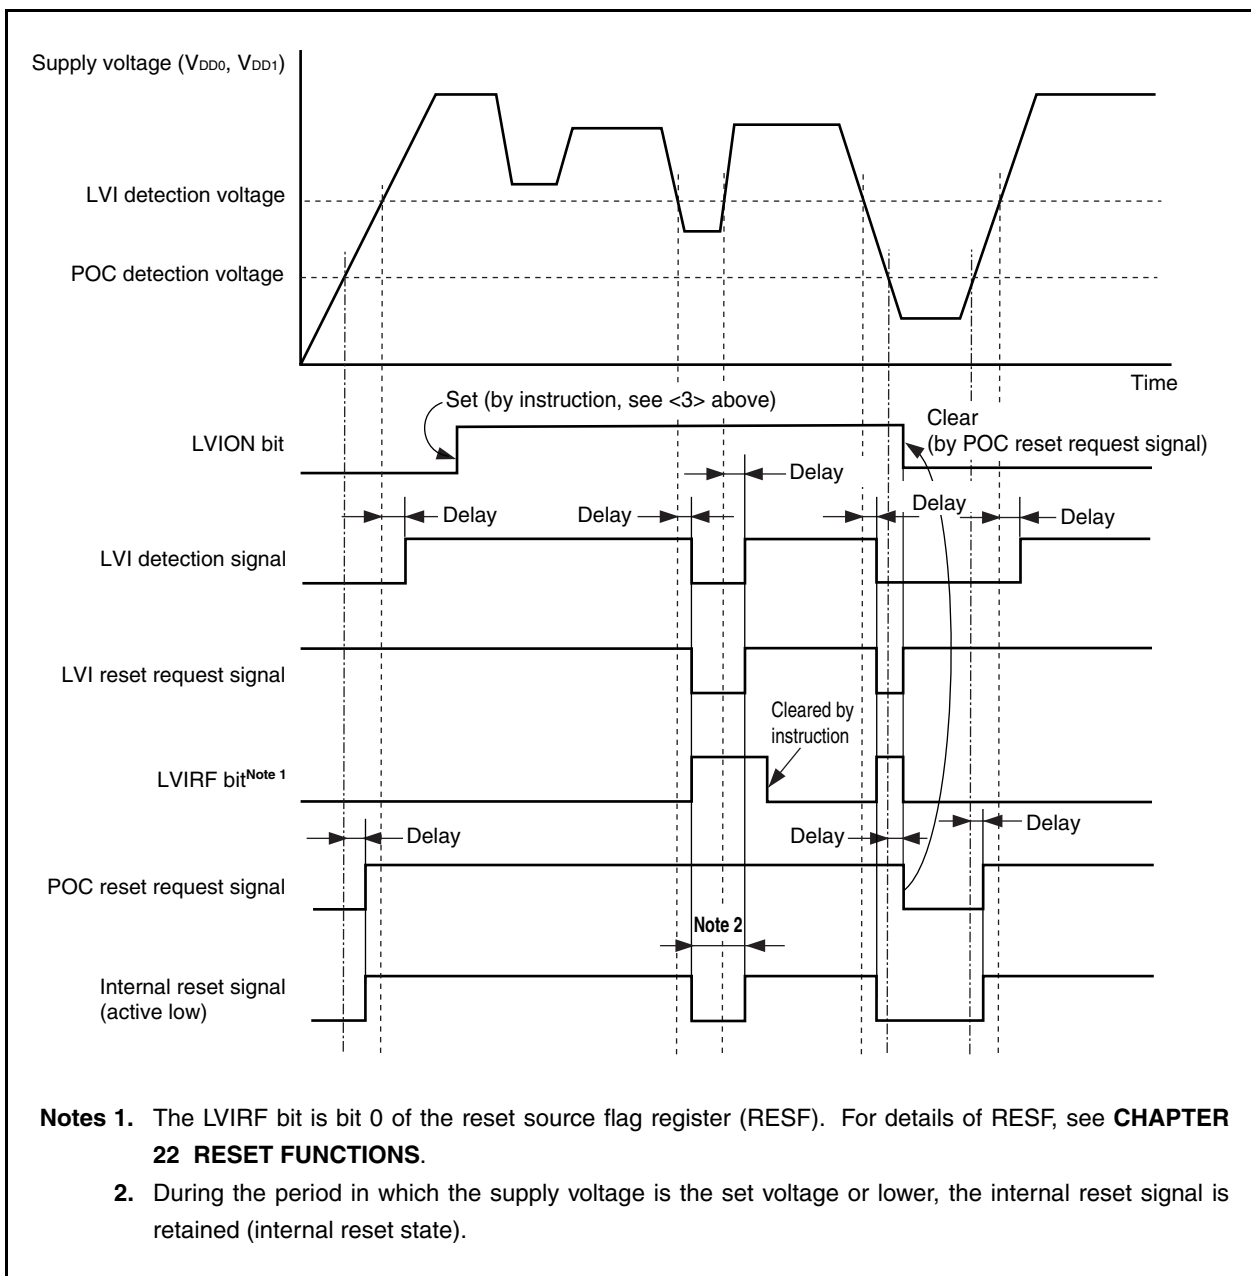 Supply voltage (VDD0, VDD1)
LVI detection voltage
POC detection voltage
Time
Set (by instruction, see <3> above)
Clear
(by POC reset request signal)
LVION bit
Delay
Delay
Delay
Delay
Delay
LVI detection signal
LVI reset request signal
Cleared by
instruction
LVIRF bitNote 1
Delay
Delay
Delay
POC reset request signal
Note 2
Internal reset signal
(active low)
Notes 1. The LVIRF bit is bit 0 of the reset source flag register (RESF). For details of RESF, see CHAPTER
22 RESET FUNCTIONS.
2. During the period in which the supply voltage is the set voltage or lower, the internal reset signal is
retained (internal reset state).